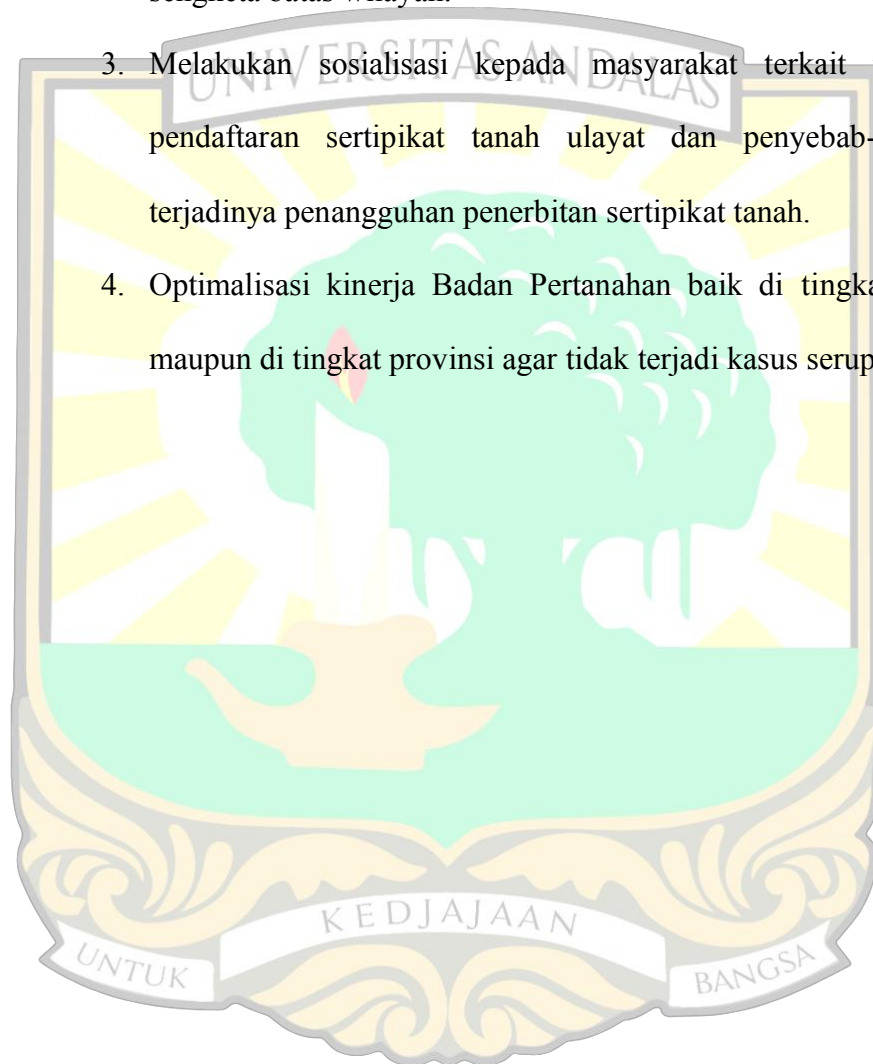 sengketa batas wilayah.
3. Melakukan sosialisasi kepada masyarakat terkait
pendaftaran sertipikat tanah ulayat dan penyebab-
terjadinya penangguhan penerbitan sertipikat tanah.
4. Optimalisasi kinerja Badan Pertanahan baik di
maupun di tingkat provinsi agar tidak terjadi kasus
UNIVERSITAS ANDALAS
UNTUK
KEDJAJAAN
BANGSA